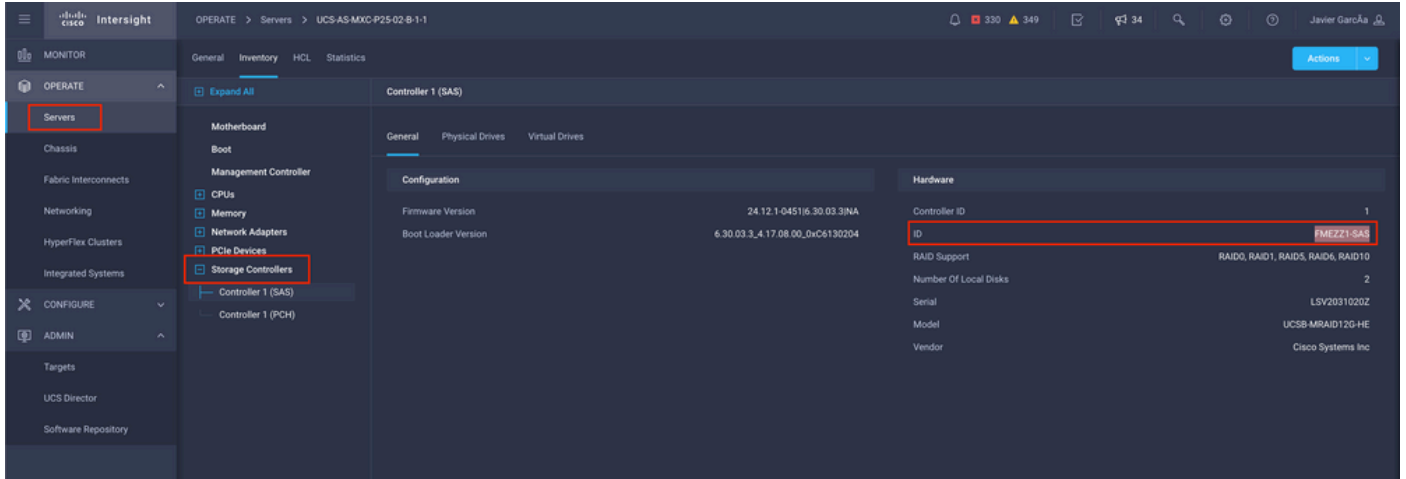 cisco Intersight
OPERATE > Servers > UCS-AS-MXC-P25-02-B-1-1
330 349 34
Javier GarcÃa
MONITOR
OPERATE
Servers
Chassis
Fabric Interconnects
Networking
HyperFlex Clusters
Integrated Systems
CONFIGURE
ADMIN
Targets
UCS Director
Software Repository
General Inventory HCL Statistics
Actions
Expand All
Motherboard
Boot
Management Controller
CPUs
Memory
Network Adapters
PCIe Devices
Storage Controllers
Controller 1 (SAS)
Controller 1 (PCH)
Controller 1 (SAS)
General Physical Drives Virtual Drives
Configuration
Firmware Version 24.12.1-0451|6.30.03.3|NA
Boot Loader Version 6.30.03.3_4.17.08.00_0xC6130204
Hardware
Controller ID 1
ID FMEZZ1-SAS
RAID Support RAID0, RAID1, RAID5, RAID6, RAID10
Number Of Local Disks 2
Serial LSV2031020Z
Model UCSB-MRAID12G-HE
Vendor Cisco Systems Inc